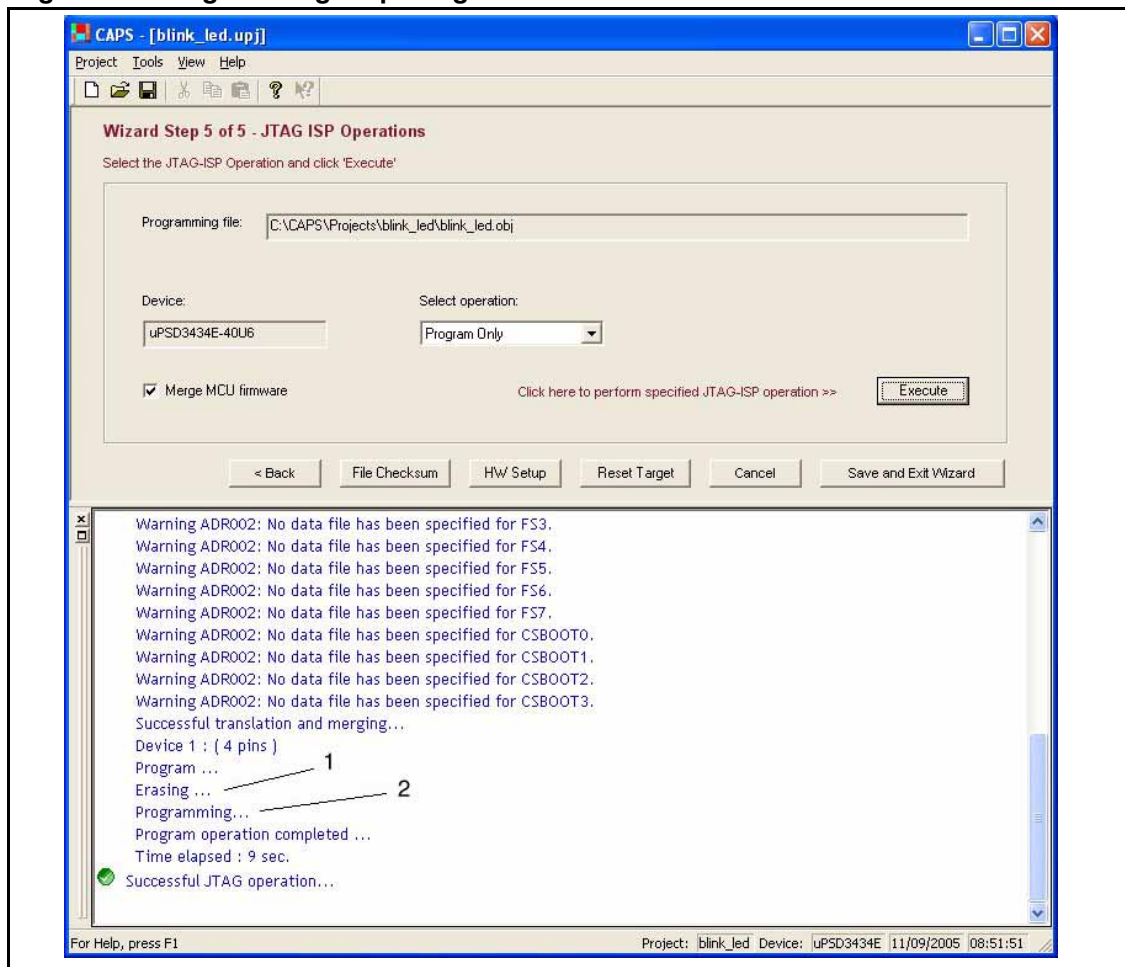 CAPS - [blink_led.upj]
Project Tools View Help
Wizard Step 5 of 5 - JTAG ISP Operations
Select the JTAG-ISP Operation and click 'Execute'
Programming file: C:\CAPS\Projects\blink_led\blink_led.obj
Device: Select operation:
uPSD3434E-40U6 Program Only
Merge MCU firmware Click here to perform specified JTAG-ISP operation >> Execute
< Back File Checksum HW Setup Reset Target Cancel Save and Exit Wizard
Warning ADR002: No data file has been specified for FS3.
Warning ADR002: No data file has been specified for FS4.
Warning ADR002: No data file has been specified for FS5.
Warning ADR002: No data file has been specified for FS6.
Warning ADR002: No data file has been specified for FS7.
Warning ADR002: No data file has been specified for CSBOOT0.
Warning ADR002: No data file has been specified for CSBOOT1.
Warning ADR002: No data file has been specified for CSBOOT2.
Warning ADR002: No data file has been specified for CSBOOT3.
Successful translation and merging...
Device 1 : ( 4 pins )
Program ... 1
Erasing ... 2
Programming...
Program operation completed ...
Time elapsed : 9 sec.
Successful JTAG operation...
For Help, press F1 Project: blink_led Device: uPSD3434E 11/09/2005 08:51:51